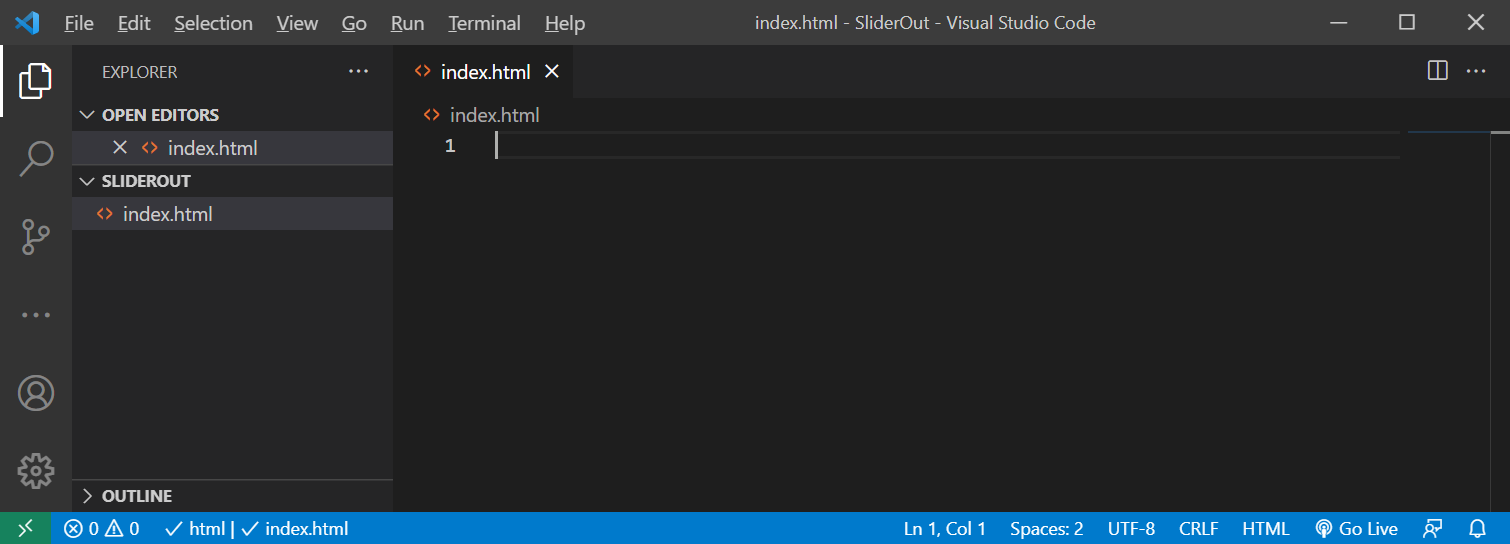 File Edit Selection View Go Run Terminal Help index.html - SliderOut - Visual Studio Code
EXPLORER
OPEN EDITORS
index.html
SLIDEROUT
index.html
OUTLINE
index.html
index.html
1
0 0 html | index.html Ln 1, Col 1 Spaces: 2 UTF-8 CRLF HTML Go Live